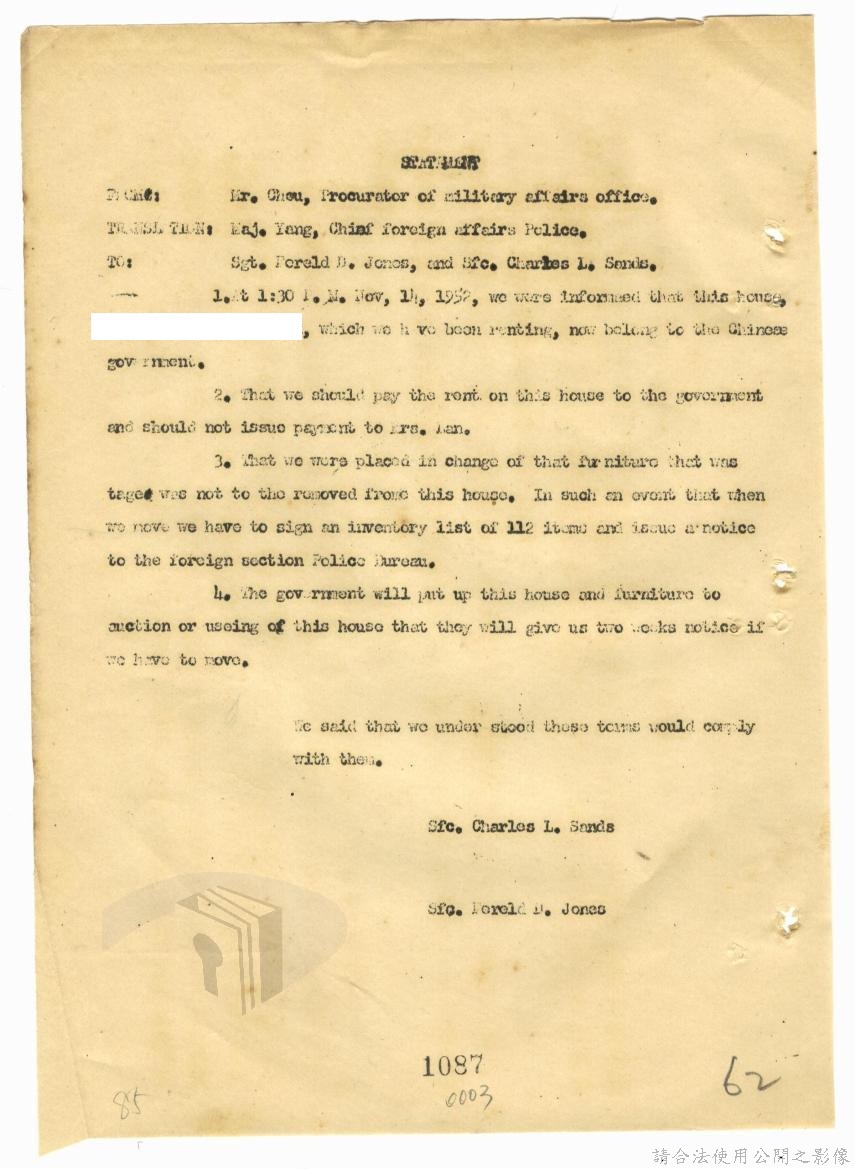 STATEMENT
FROM: Mr. Chou, Procurator of military affairs office.
TRANSLATION: Maj. Yang, Chief foreign affairs Police.
TO: Sgt. Foreld D. Jones, and Sfc. Charles L. Sands.
1. At 1:30 P. M. Nov, 14, 1952, we were informed that this house,
, which we have been renting, now belong to the Chinese
government.
2. That we should pay the rent on this house to the goverment
and should not issue payment to Mrs.
3. That we were placed in change of that furniture that was
taged was not to the removed frome this house. In such an event that when
we move we have to sign an inventory list of 112 items and issue a notice
to the foreign section Police Bureau.
4. The government will put up this house and furniture to
auction or useing of this house that they will give us two weeks notice if
we have to move.
We said that we under stood these terms would comply
with them.
Sfc. Charles L. Sands
Sfc. Foreld D. Jones
1087
0003
62
85
請合法使用公開之影像